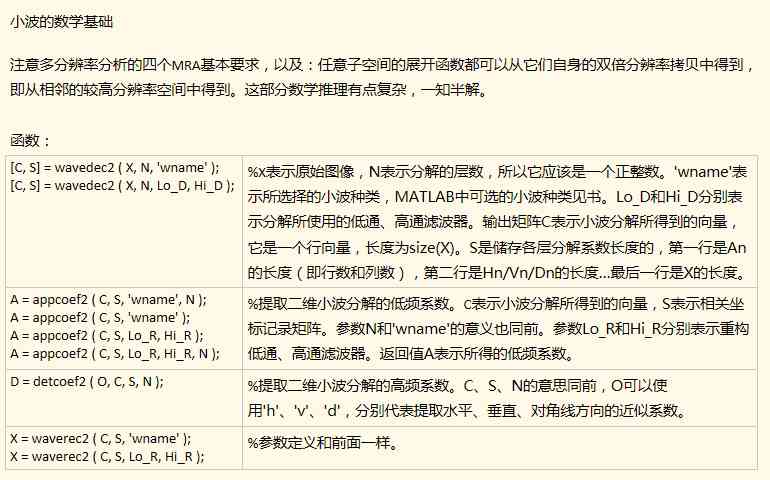 小波的数学基础
注意多分辨率分析的四个MRA基本要求，以及：任意子空间的展开函数都可以从它们自身的双倍分辨率拷贝中得到，
即从相邻的较高分辨率空间中得到。这部分数学推理有点复杂，一知半解。
函数：
[C, S] = wavedec2 ( X, N, 'wname' );
[C, S] = wavedec2 ( X, N, Lo_D, Hi_D );
%x表示原始图像，N表示分解的层数，所以它应该是一个正整数。'wname'表
示所选择的小波种类，MATLAB中可选的小波种类见书。Lo_D和Hi_D分别表
示分解所使用的低通、高通滤波器。输出矩阵C表示小波分解所得到的向量，
它是一个行向量，长度为size(X)。S是储存各层分解系数长度的，第一行是An
的长度（即行数和列数），第二行是Hn/Vn/Dn的长度...最后一行是X的长度。
A = appcoef2 ( C, S, 'wname', N );
A = appcoef2 ( C, S, 'wname' );
A = appcoef2 ( C, S, Lo_R, Hi_R );
A = appcoef2 ( C, S, Lo_R, Hi_R, N );
%提取二维小波分解的低频系数。c表示小波分解所得到的向量，S表示相关坐
标记录矩阵。参数N和'wname'的意义也同前。参数Lo_R和Hi_R分别表示重构
低通、高通滤波器。返回值A表示所得的低频系数。
D = detcoef2 ( O, C, S, N );
%提取二维小波分解的高频系数。C、S、N的意思同前，O可以使
用'h'、'v'、'd'，分别代表提取水平、垂直、对角线方向的近似系数。
X = waverec2 ( C, S, 'wname' );
X = waverec2 ( C, S, Lo_R, Hi_R );
%参数定义和前面一样。